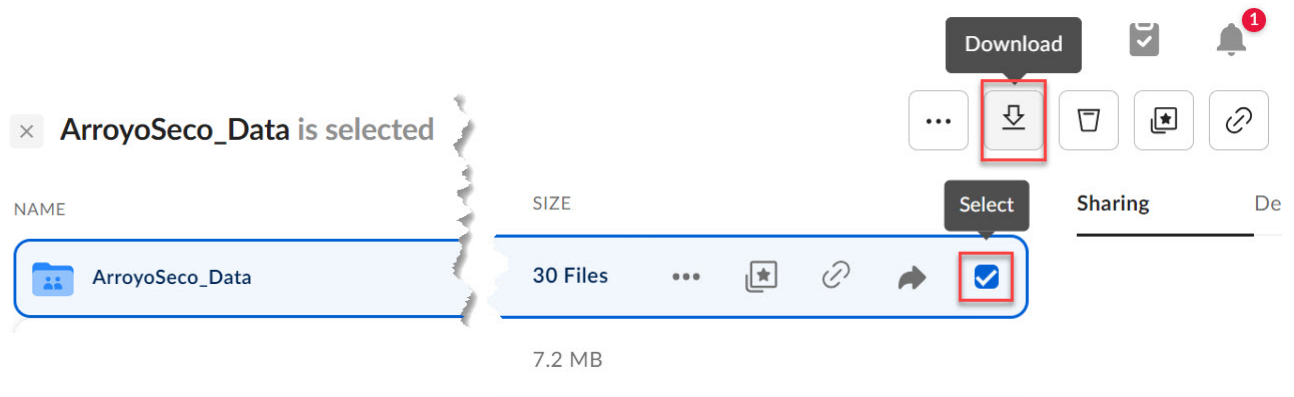 Download
1
ArroyoSeco_Data is selected
NAME
SIZE
Select
Sharing
De
ArroyoSeco_Data
30 Files
7.2 MB